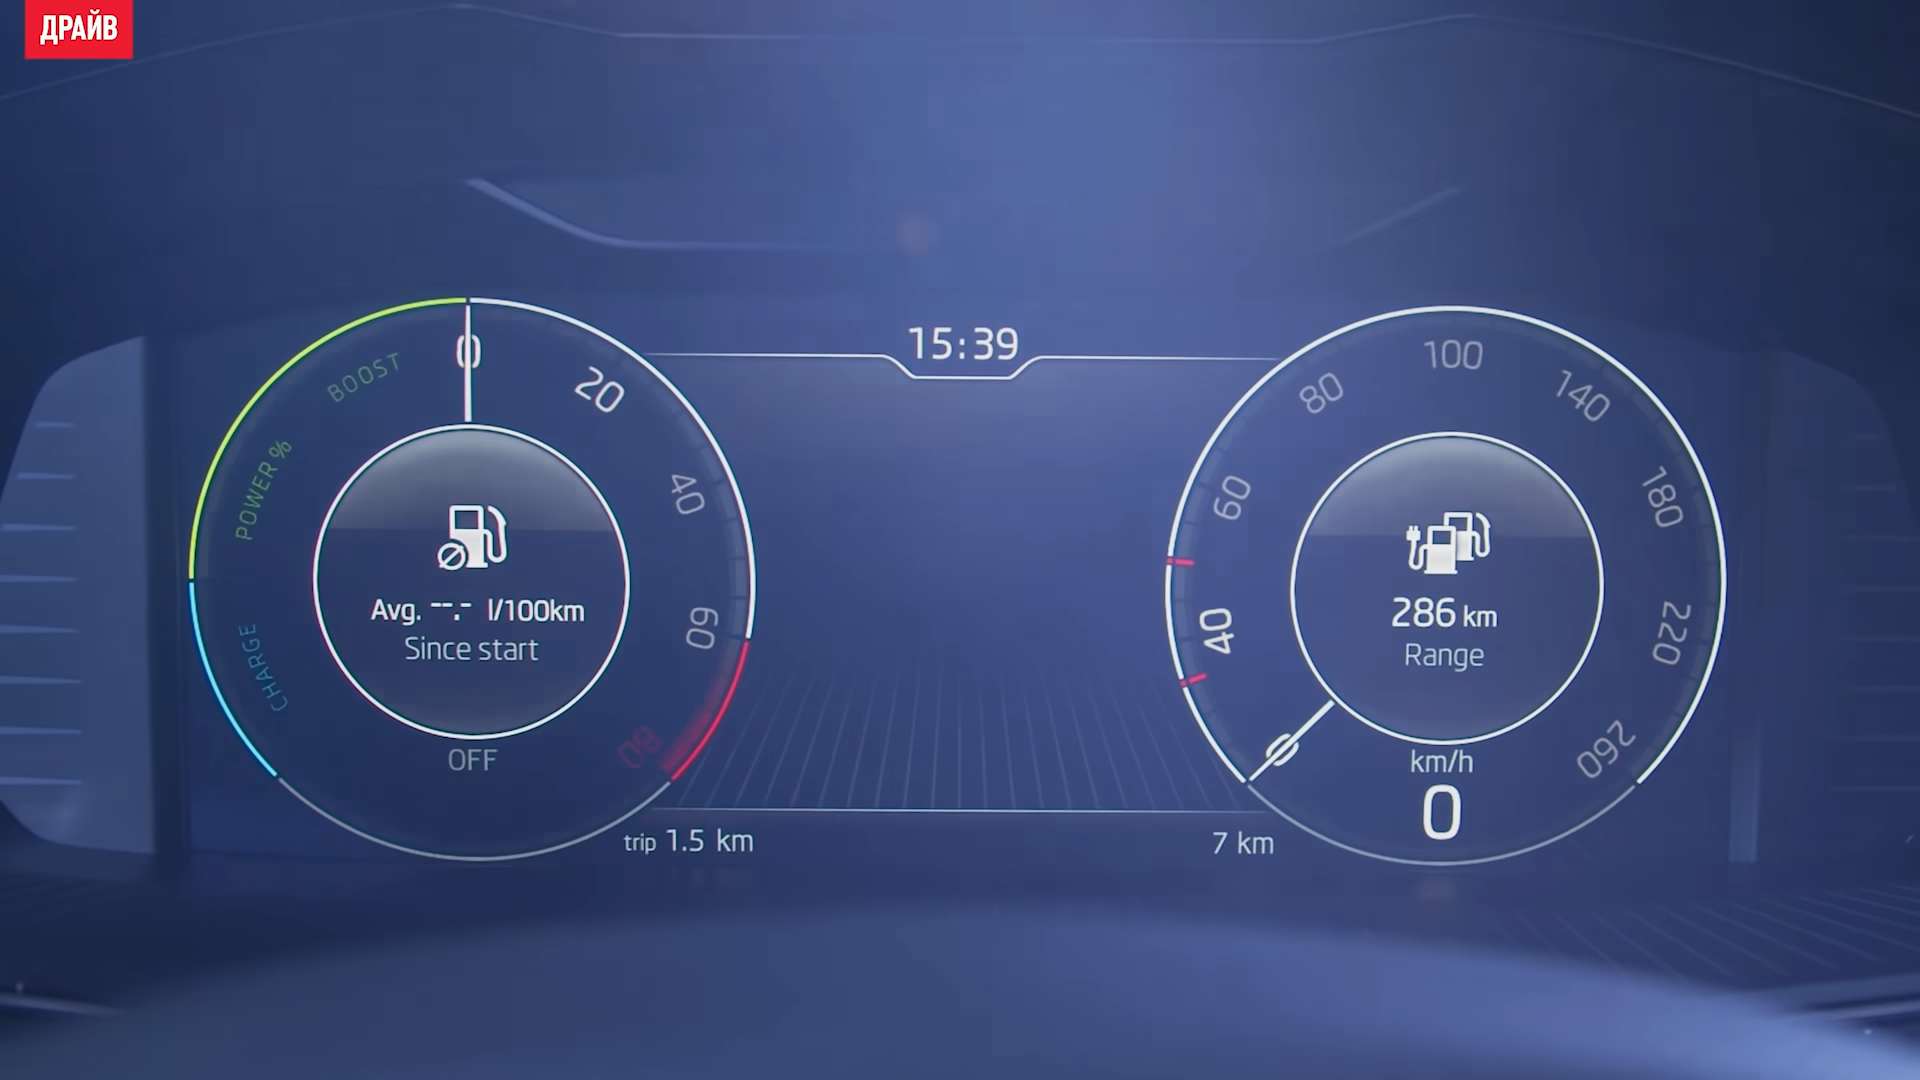 ДРАЙВ
15:39
BOOST
POWER %
CHARGE
0
20
40
60
80
Avg. --.- l/100km
Since start
OFF
trip 1.5 km
7 km
0
40
60
80
100
140
180
220
260
286 km
Range
km/h
0